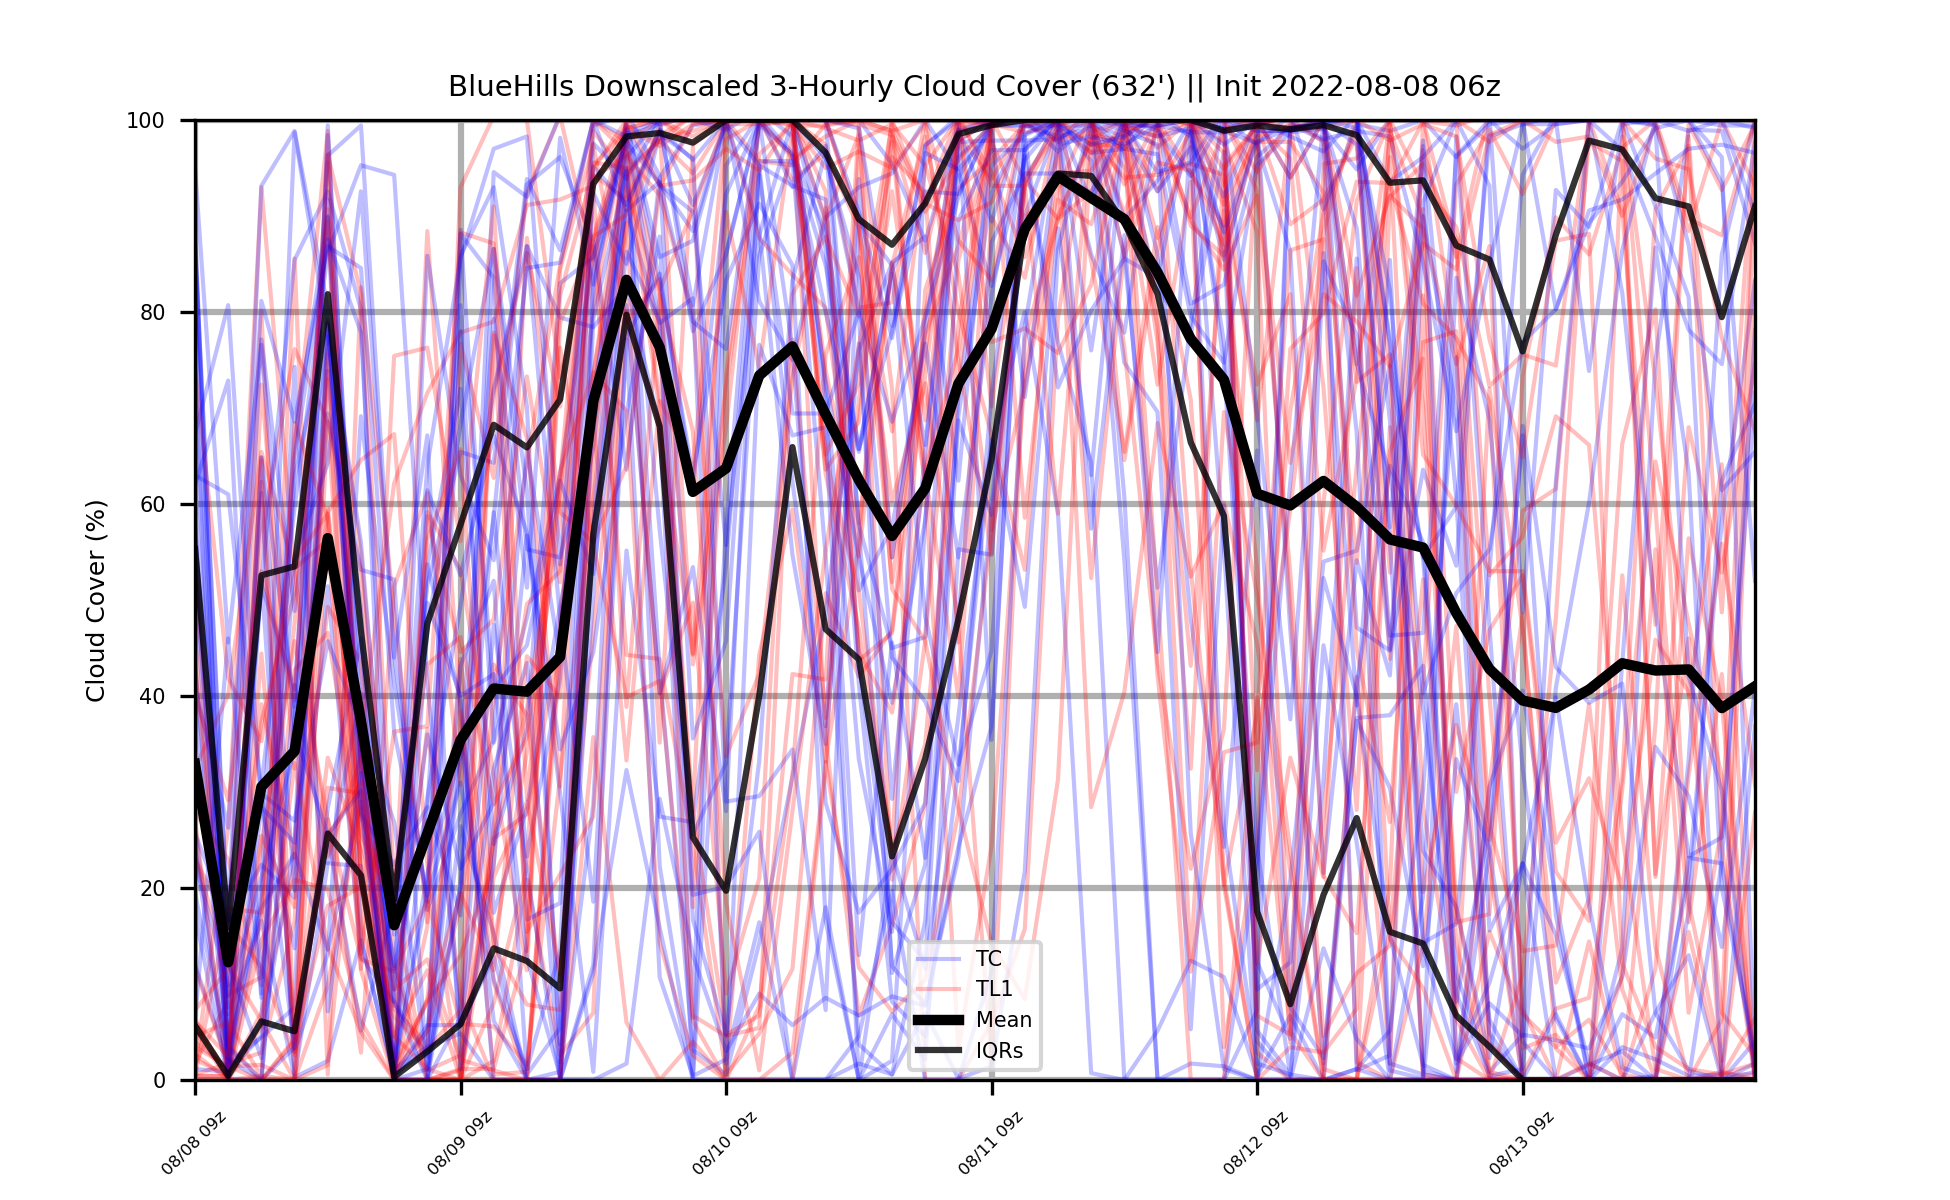 BlueHills Downscaled 3-Hourly Cloud Cover (632') || Init 2022-08-08 06z
100
80
60
40
20
0
Cloud Cover (%)
TC
TL1
Mean
IQRs
08/08 09z
08/09 09z
08/10 09z
08/11 09z
08/12 09z
08/13 09z